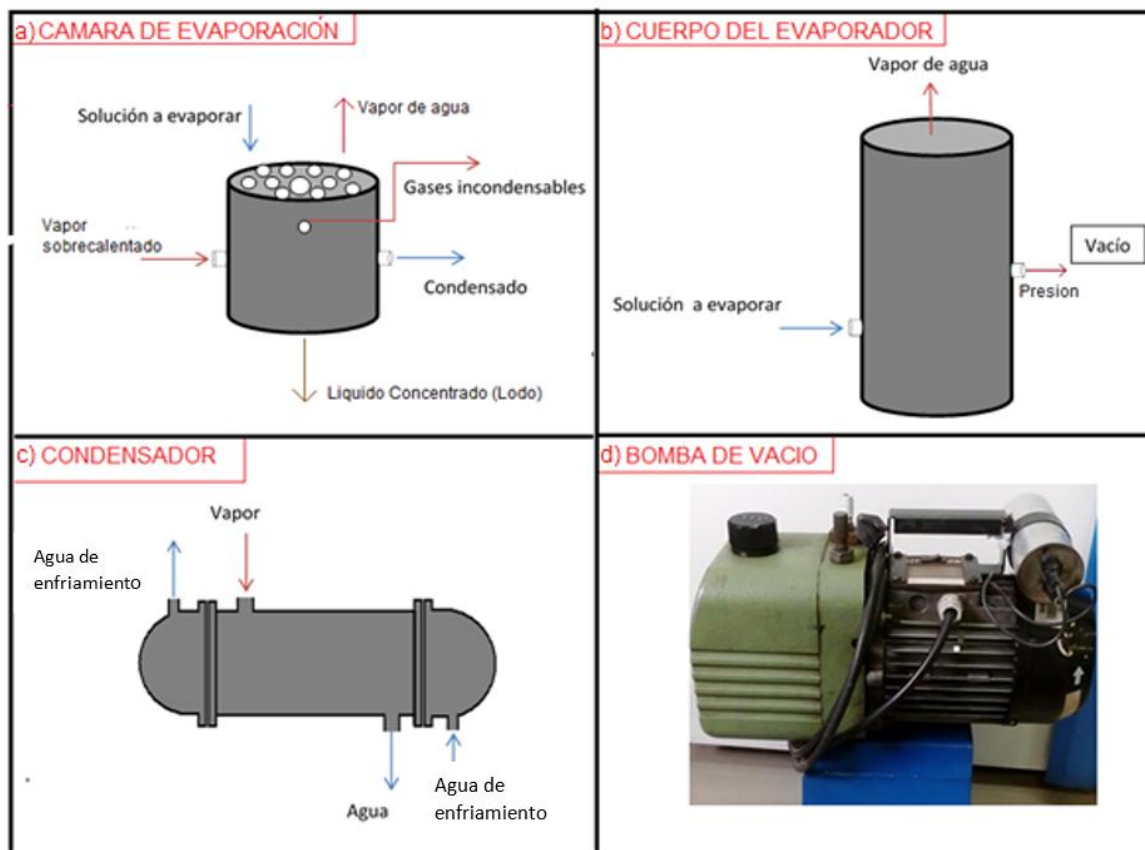 a) CAMARA DE EVAPORACIÓN
Solución a evaporar
Vapor de agua
Gases incondensables
Vapor
sobrecalentado
Condensado
Liquido Concentrado (Lodo)
b) CUERPO DEL EVAPORADOR
Vapor de agua
Vacío
Presion
Solución a evaporar
c) CONDENSADOR
Vapor
Agua de
enfriamiento
Agua
Agua de
enfriamiento
d) BOMBA DE VACIO